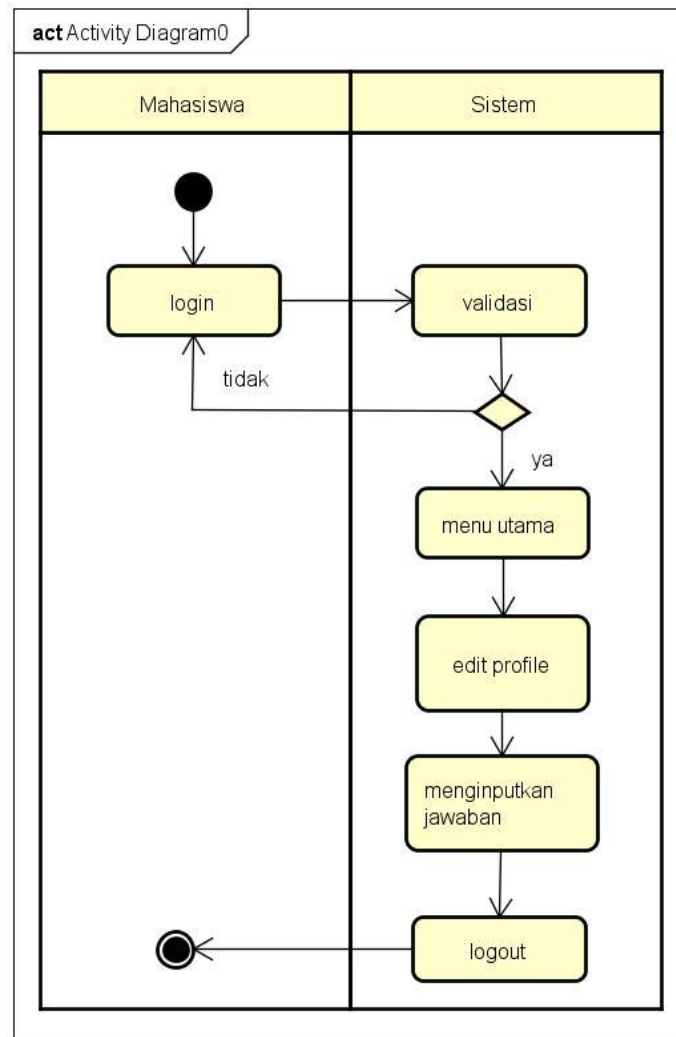 act Activity Diagram0
Mahasiswa
Sistem
login
validasi
tidak
ya
menu utama
edit profile
menginputkan
jawaban
logout